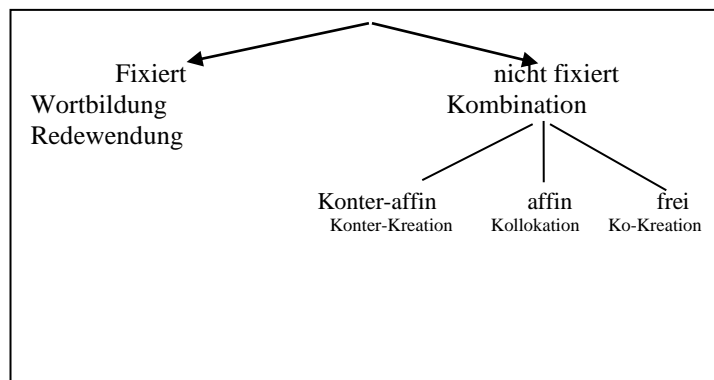 Fixiert nicht fixiert
Wortbildung Kombination
Redewendung
Konter-affin affin frei
Konter-Kreation Kollokation Ko-Kreation